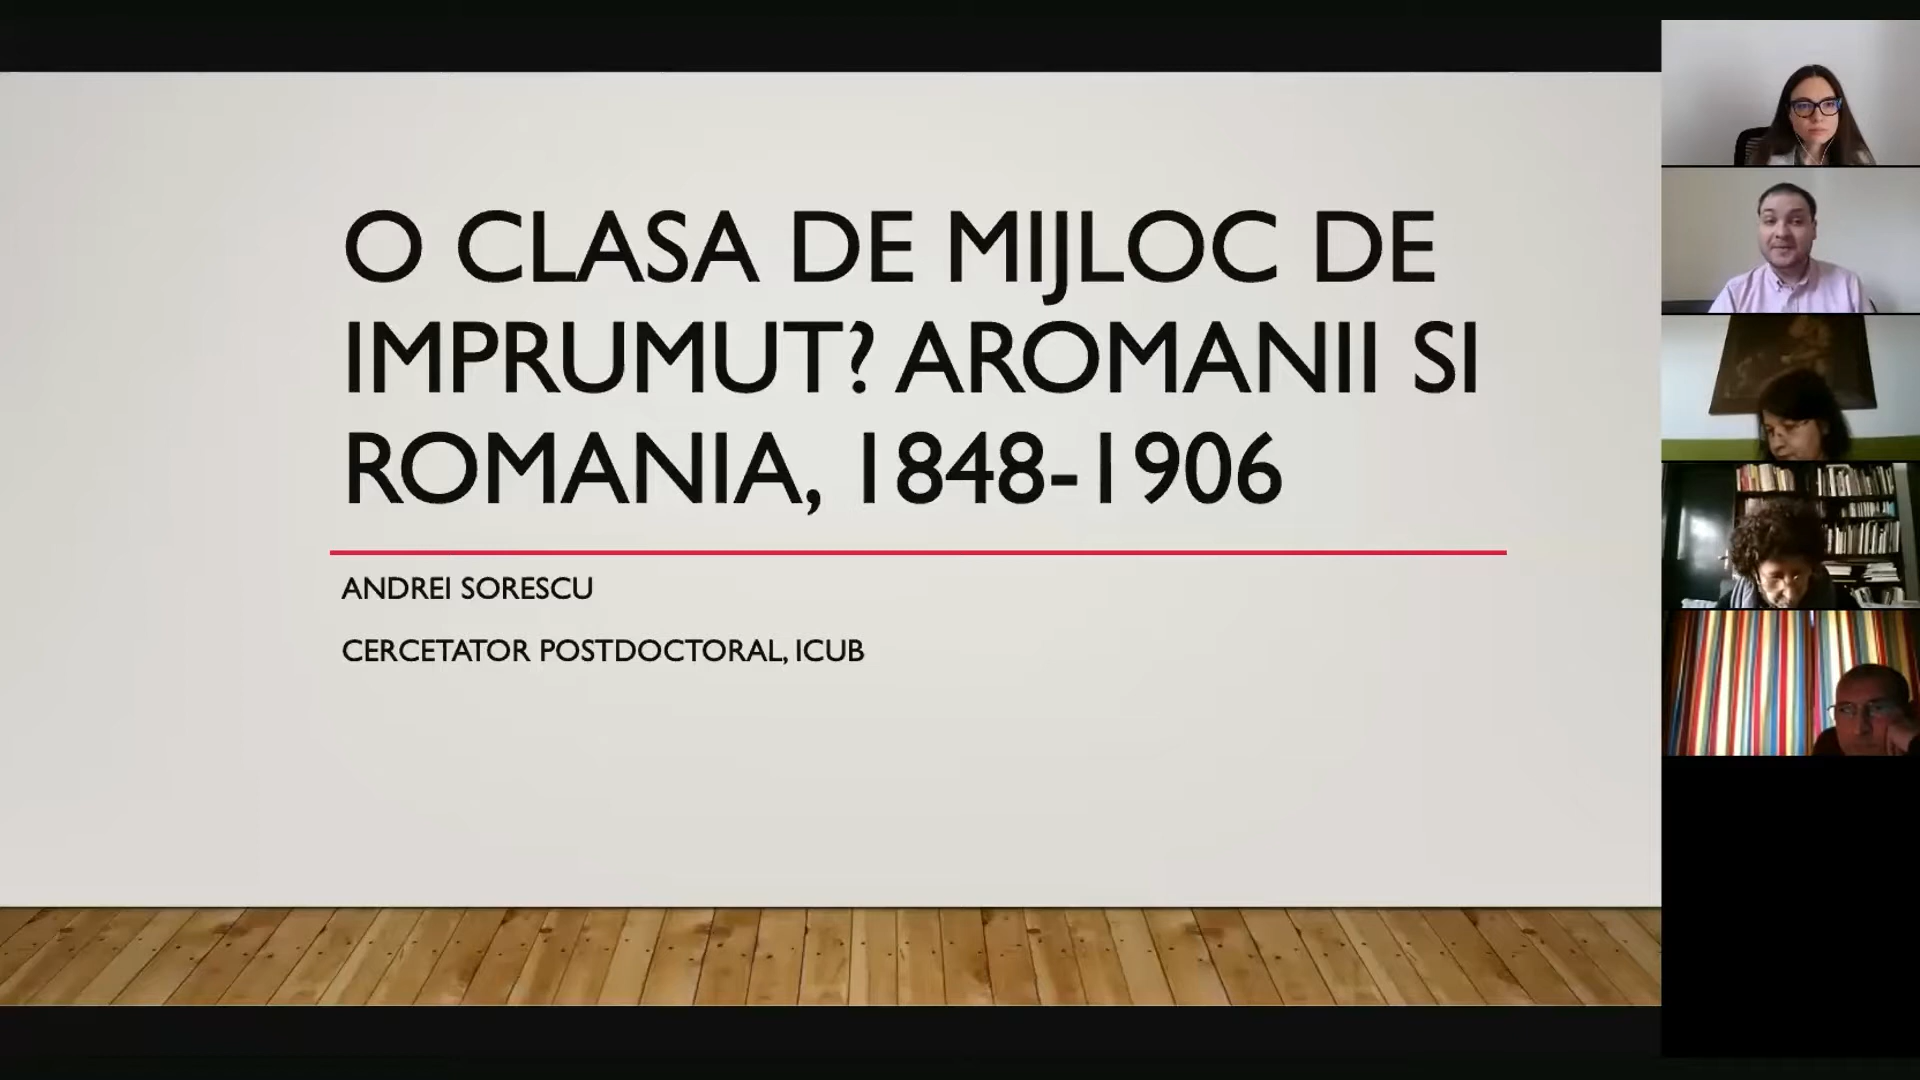 O CLASA DE MIJLOC DE
IMPRUMUT? AROMANII SI
ROMANIA, 1848-1906
ANDREI SORESCU
CERCETATOR POSTDOCTORAL, ICUB